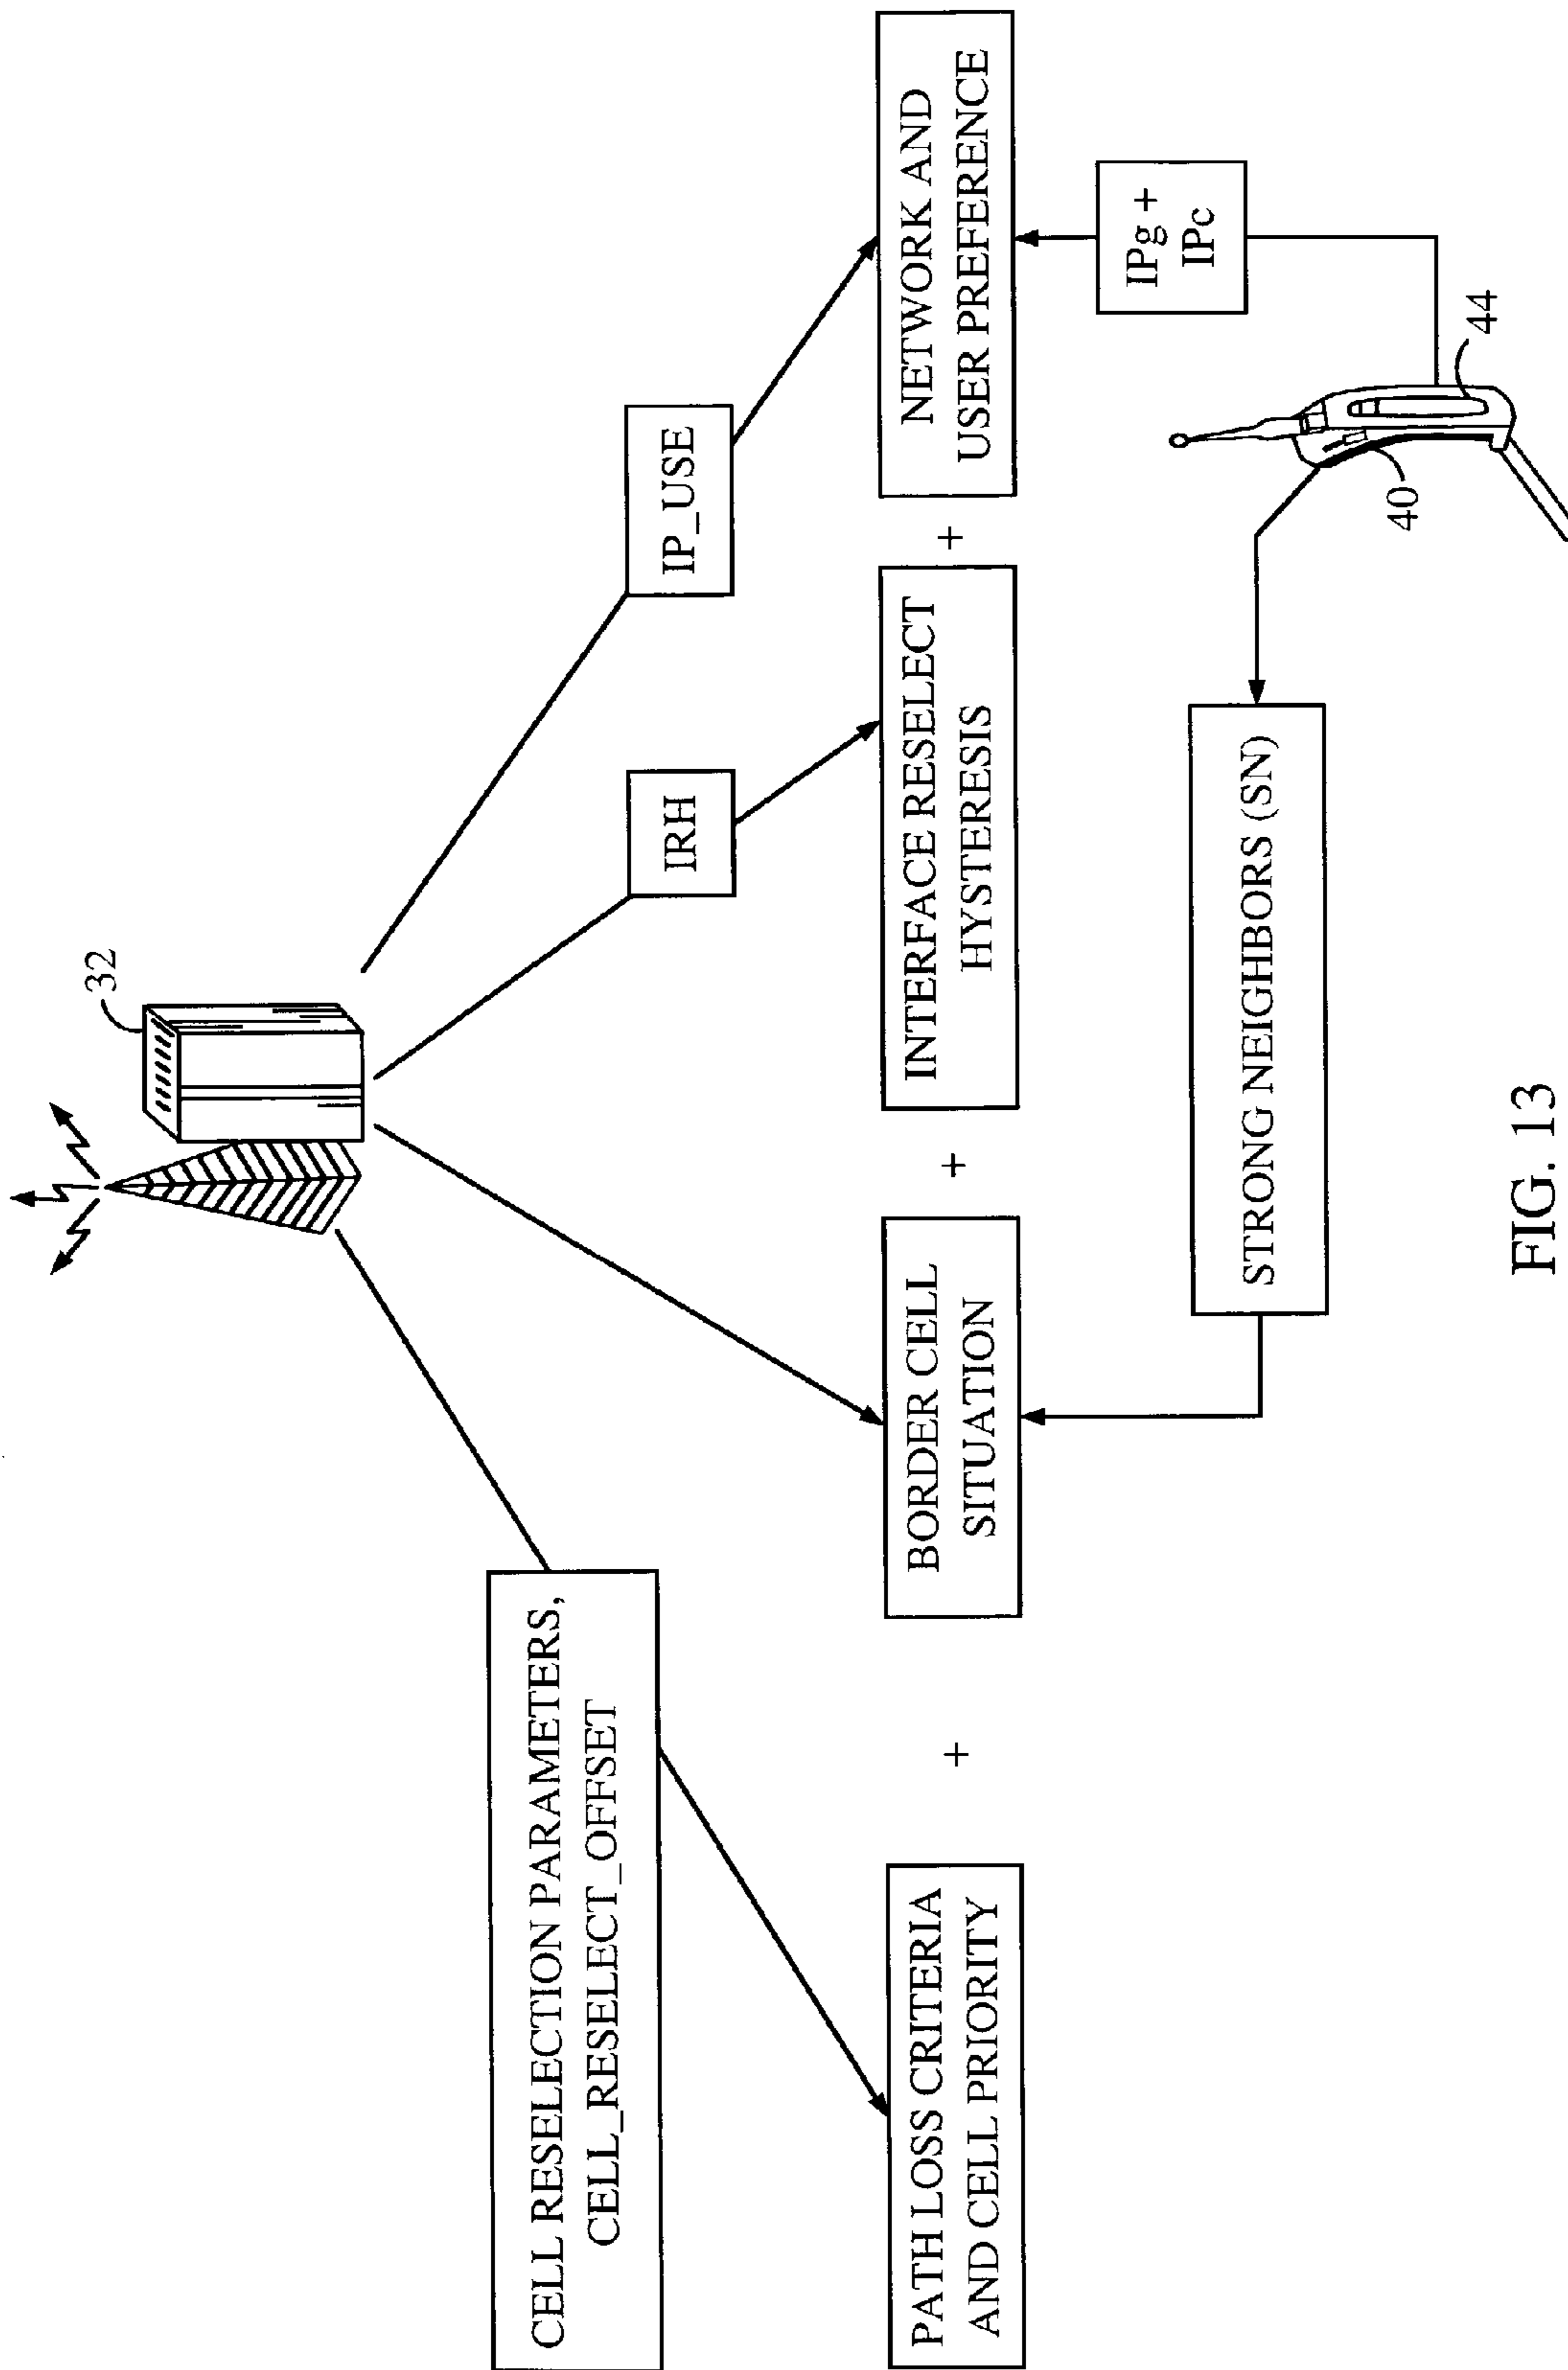 32
CELL RESELECTION PARAMETERS,
CELL_RESELECT_OFFSET
IRH
IP_USE
PATH LOSS CRITERIA
AND CELL PRIORITY
+
BORDER CELL
SITUATION
+
INTERFACE RESELECT
HYSTERESIS
+
NETWORK AND
USER PREFERENCE
STRONG NEIGHBORS (SN)
IPg +
IPc
40
44
FIG. 13